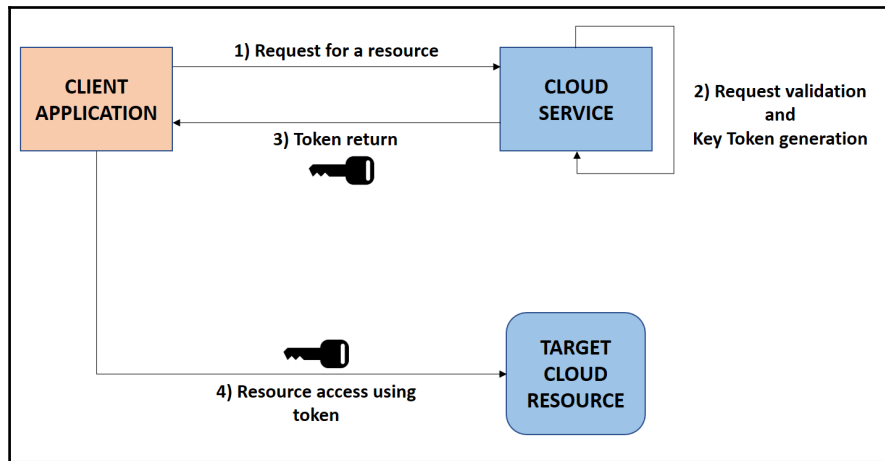 1) Request for a resource
CLIENT
APPLICATION
CLOUD
SERVICE
2) Request validation
and
Key Token generation
3) Token return
TARGET
CLOUD
RESOURCE
4) Resource access using
token